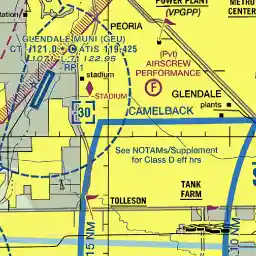 POWER PLANT
(VPGPP)
METRO
CENTER
PEORIA
GLENDALE MUNI (GEU)
CT - 121.0 ATIS 119.425
1071 L 71 122.95
RP 1
stadium
STADIUM
(Pvt)
AIRSCREW
PERFORMANCE
GLENDALE
plants
30
CAMELBACK
See NOTAMs/Supplement
for Class D eff hrs
TANK
FARM
TOLLESON
15 NM
10 NM